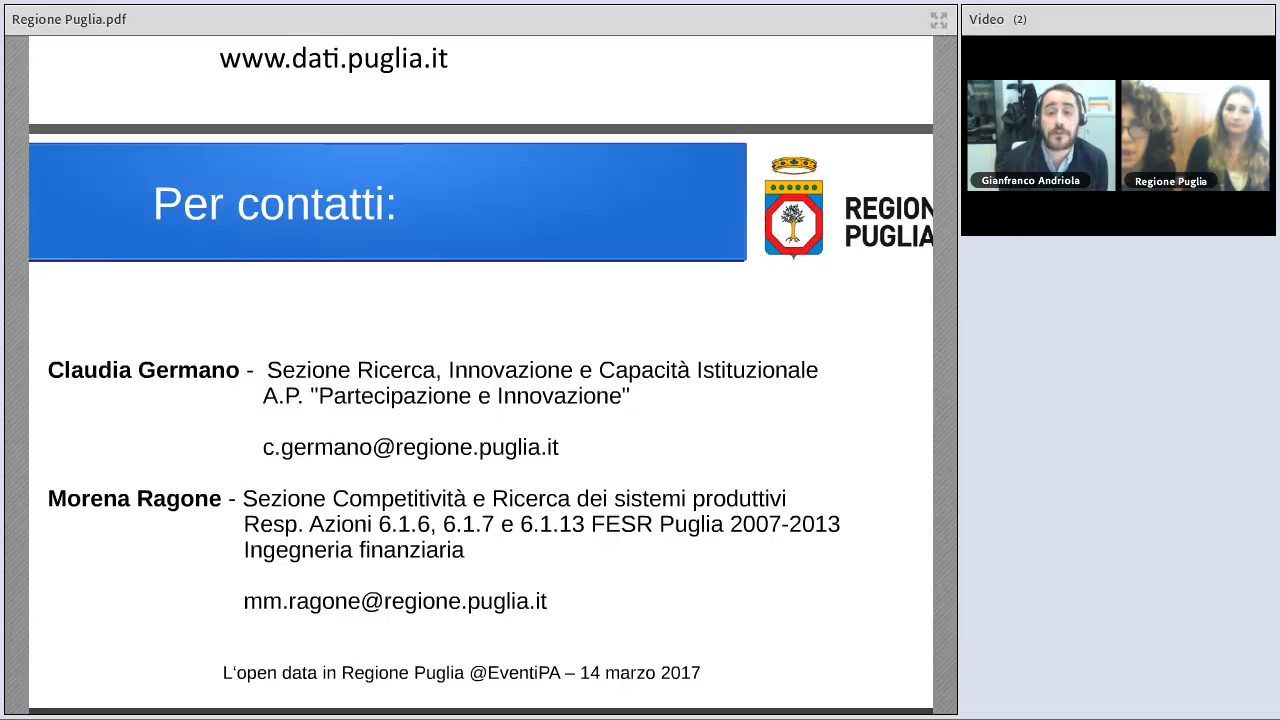 Regione Puglia.pdf
Video (2)
www.dati.puglia.it
Per contatti:
REGION
PUGLIA
Gianfranco Andriola
Regione Puglia
Claudia Germano - Sezione Ricerca, Innovazione e Capacità Istituzionale
A.P. "Partecipazione e Innovazione"
c.germano@regione.puglia.it
Morena Ragone - Sezione Competitività e Ricerca dei sistemi produttivi
Resp. Azioni 6.1.6, 6.1.7 e 6.1.13 FESR Puglia 2007-2013
Ingegneria finanziaria
mm.ragone@regione.puglia.it
L‘open data in Regione Puglia @EventiPA – 14 marzo 2017